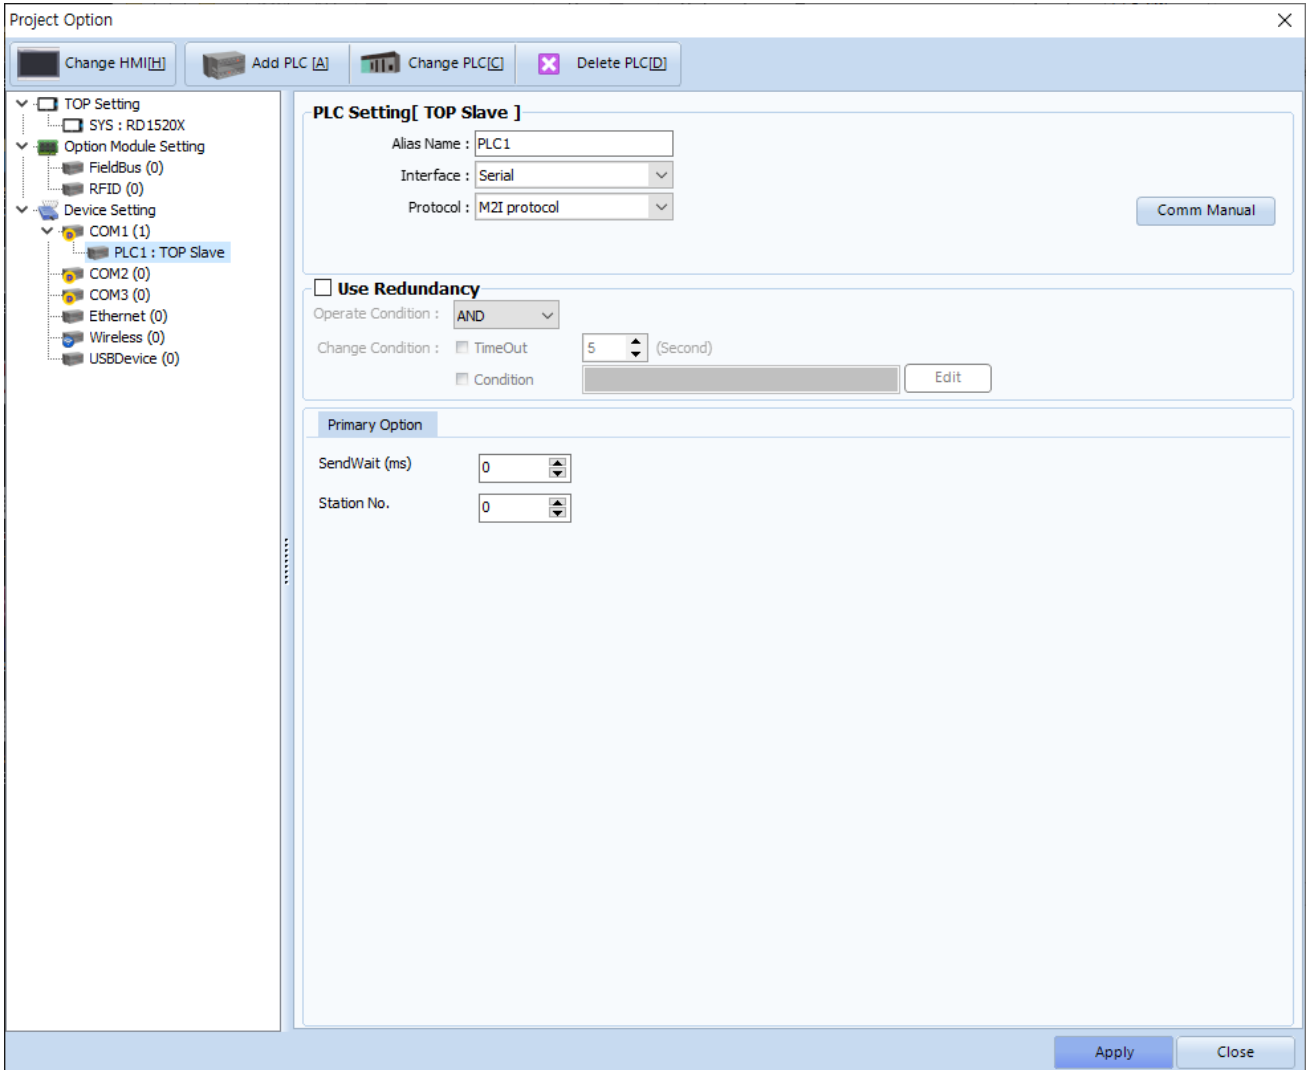 Project Option
Change HMI[H] Add PLC [A] Change PLC[C] Delete PLC[D]
TOP Setting
SYS : RD1520X
Option Module Setting
FieldBus (0)
RFID (0)
Device Setting
COM1 (1)
PLC1 : TOP Slave
COM2 (0)
COM3 (0)
Ethernet (0)
Wireless (0)
USBDevice (0)
PLC Setting[ TOP Slave ]
Alias Name : PLC1
Interface : Serial
Protocol : M2I protocol
Comm Manual
Use Redundancy
Operate Condition : AND
Change Condition : TimeOut 5 (Second)
Condition Edit
Primary Option
SendWait (ms) 0
Station No. 0
Apply Close